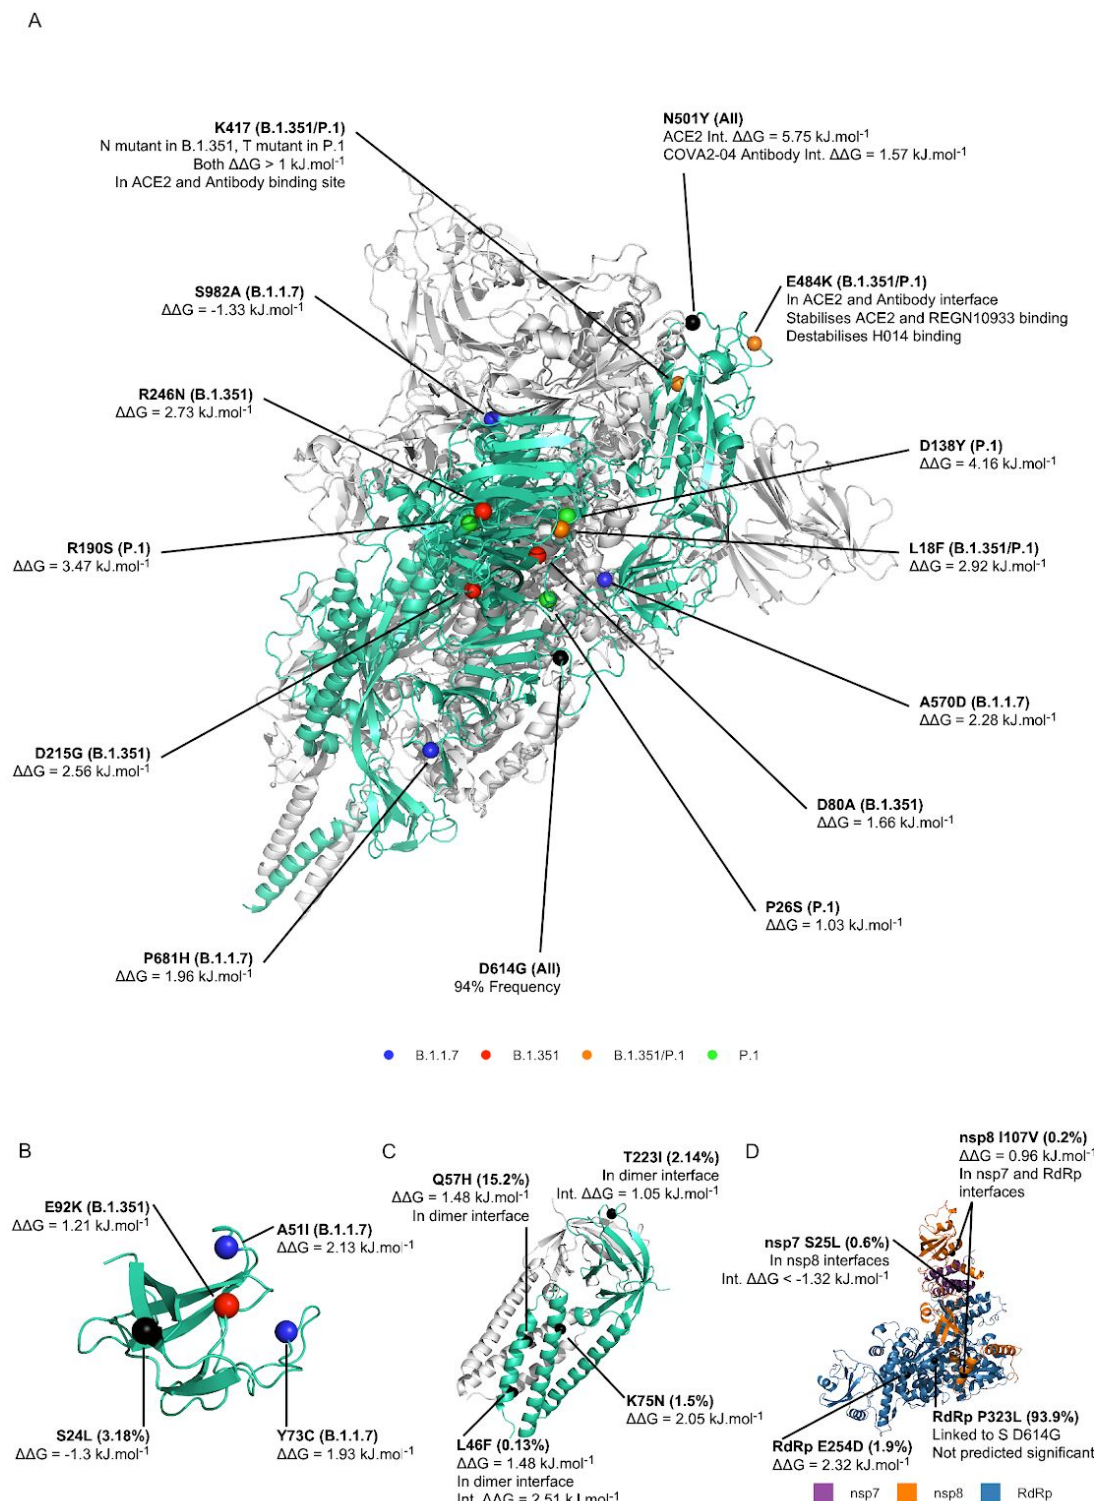 A
K417 (B.1.351/P.1)
N mutant in B.1.351, T mutant in P.1
Both ΔΔG > 1 kJ.mol-1
In ACE2 and Antibody binding site
N501Y (All)
ACE2 Int. ΔΔG = 5.75 kJ.mol-1
COVA2-04 Antibody Int. ΔΔG = 1.57 kJ.mol-1
S982A (B.1.1.7)
ΔΔG = -1.33 kJ.mol-1
E484K (B.1.351/P.1)
In ACE2 and Antibody interface
Stabilises ACE2 and REGN10933 binding
Destabilises H014 binding
R246N (B.1.351)
ΔΔG = 2.73 kJ.mol-1
D138Y (P.1)
ΔΔG = 4.16 kJ.mol-1
R190S (P.1)
ΔΔG = 3.47 kJ.mol-1
L18F (B.1.351/P.1)
ΔΔG = 2.92 kJ.mol-1
A570D (B.1.1.7)
ΔΔG = 2.28 kJ.mol-1
D215G (B.1.351)
ΔΔG = 2.56 kJ.mol-1
D80A (B.1.351)
ΔΔG = 1.66 kJ.mol-1
P26S (P.1)
ΔΔG = 1.03 kJ.mol-1
P681H (B.1.1.7)
ΔΔG = 1.96 kJ.mol-1
D614G (All)
94% Frequency
B.1.1.7 B.1.351 B.1.351/P.1 P.1
B
E92K (B.1.351)
ΔΔG = 1.21 kJ.mol-1
A51I (B.1.1.7)
ΔΔG = 2.13 kJ.mol-1
S24L (3.18%)
ΔΔG = -1.3 kJ.mol-1
Y73C (B.1.1.7)
ΔΔG = 1.93 kJ.mol-1
C
Q57H (15.2%)
ΔΔG = 1.48 kJ.mol-1
In dimer interface
T223I (2.14%)
In dimer interface
Int. ΔΔG = 1.05 kJ.mol-1
K75N (1.5%)
ΔΔG = 2.05 kJ.mol-1
L46F (0.13%)
ΔΔG = 1.48 kJ.mol-1
In dimer interface
Int. ΔΔG = 2.51 kJ.mol-1
D
nsp8 I107V (0.2%)
ΔΔG = 0.96 kJ.mol-1
In nsp7 and RdRp
interfaces
nsp7 S25L (0.6%)
In nsp8 interfaces
Int. ΔΔG < -1.32 kJ.mol-1
RdRp P323L (93.9%)
Linked to S D614G
Not predicted significant
RdRp E254D (1.9%)
ΔΔG = 2.32 kJ.mol-1
nsp7 nsp8 RdRp